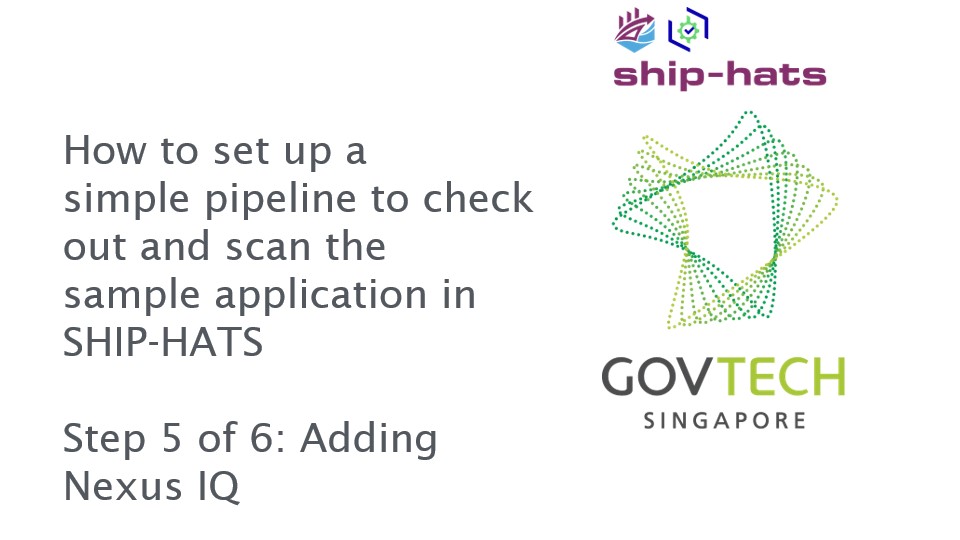 ship-hats
How to set up a
simple pipeline to check
out and scan the
sample application in
SHIP-HATS
GOVTECH
SINGAPORE
Step 5 of 6: Adding
Nexus IQ